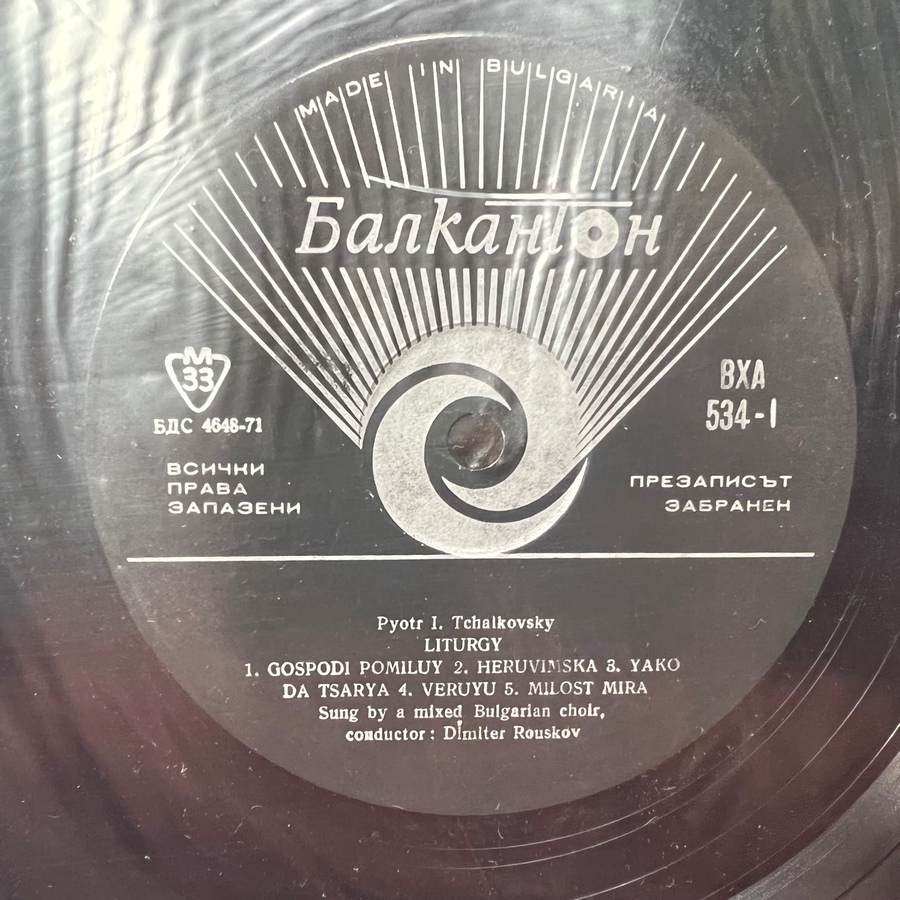 MADE IN BULGARIA
Балкантон
М
33
БДС 4648-71
ВСИЧКИ
ПРАВА
ЗАПАЗЕНИ
ВХА
534-I
ПРЕЗАПИСЪТ
ЗАБРАНЕН
Pyotr I. Tchaikovsky
LITURGY
1. GOSPODI POMILUY 2. HERUVIMSKA 3. YAKO
DA TSARYA 4. VERUYU 5. MILOST MIRA
Sung by a mixed Bulgarian choir,
conductor: Dimiter Rouskov